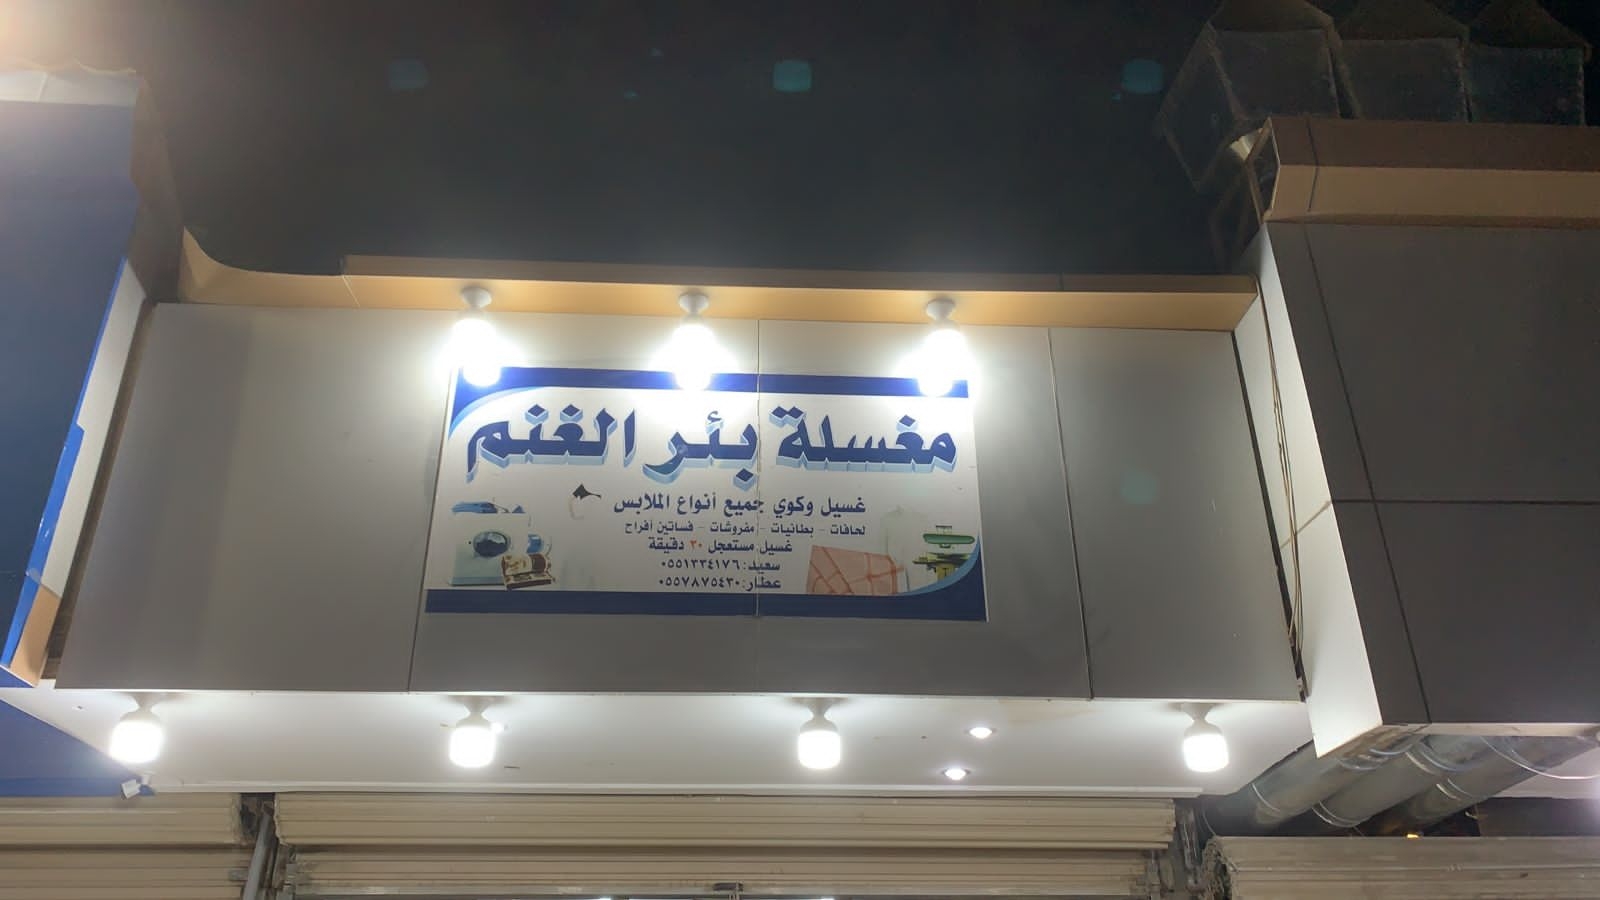 مغسلة بئر الغنم
غسيل وكوي جميع أنواع الملابس
لحافات - بطانيات - مفروشات - فساتين أفراح
غسيل مستعجل ٣٠ دقيقة
سعيد: ٠٥٥١٣٣٤١٧٦
عطار: ٠٥٥٧٨٧٥٤٣٠